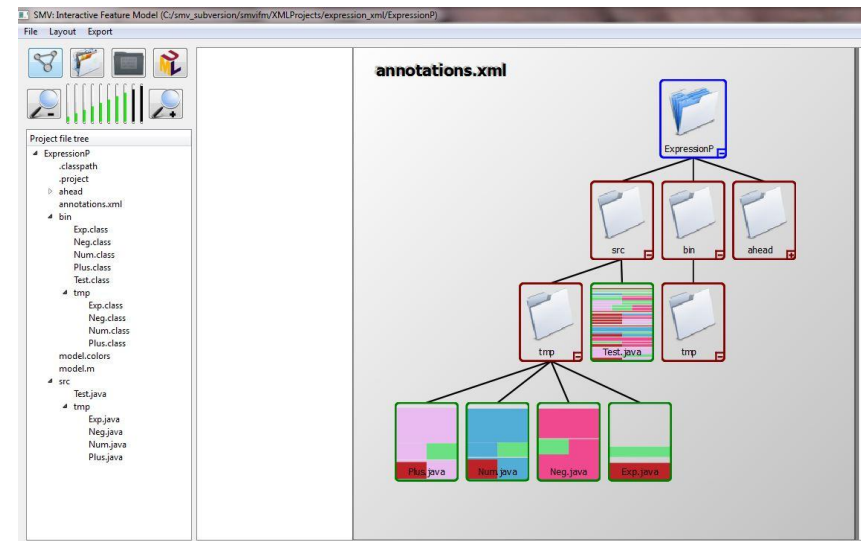 SMV: Interactive Feature Model (C:/smv_subversion/smvifm/XMLProjects/expression_xml/ExpressionP)
File Layout Export
Project file tree
ExpressionP
.classpath
.project
ahead
annotations.xml
bin
Exp.class
Neg.class
Num.class
Plus.class
Test.class
tmp
Exp.class
Neg.class
Num.class
Plus.class
model.colors
model.m
src
Test.java
tmp
Exp.java
Neg.java
Num.java
Plus.java
annotations.xml
ExpressionP
src bin ahead
tmp Test.java tmp
Plus.java Num.java Neg.java Exp.java